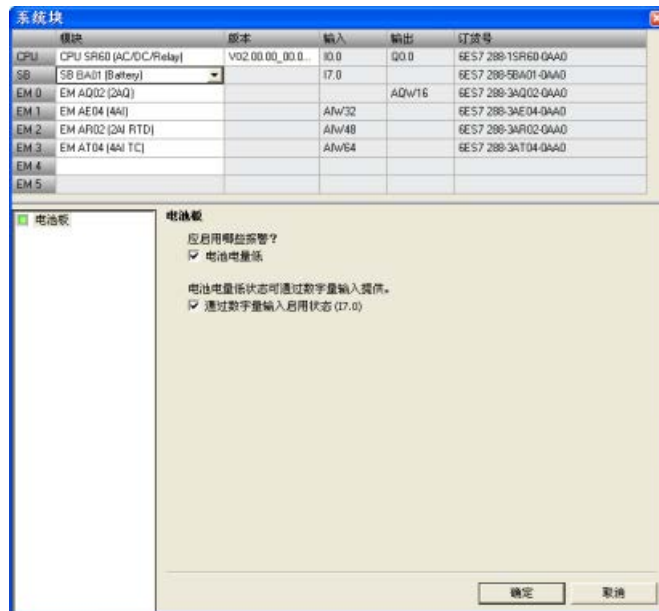 系统块
模块 版本 输入 输出 订货号
CPU CPU SR60 (AC/DC/Relay) V02.00.00_00.0... I0.0 Q0.0 6ES7 288-1SR60-0AA0
SB SB BA01 (Battery) I7.0 6ES7 288-5BA01-0AA0
EM 0 EM AQ02 (2AQ) AQW16 6ES7 288-3AQ02-0AA0
EM 1 EM AE04 (4AI) AIW32 6ES7 288-3AE04-0AA0
EM 2 EM AR02 (2AI RTD) AIW48 6ES7 288-3AR02-0AA0
EM 3 EM AT04 (4AI TC) AIW64 6ES7 288-3AT04-0AA0
EM 4
EM 5
电池板
电池板
应启用哪些报警?
电池电量低
电池电量低状态可通过数字量输入提供。
通过数字量输入启用状态 (I7.0)
确定 取消